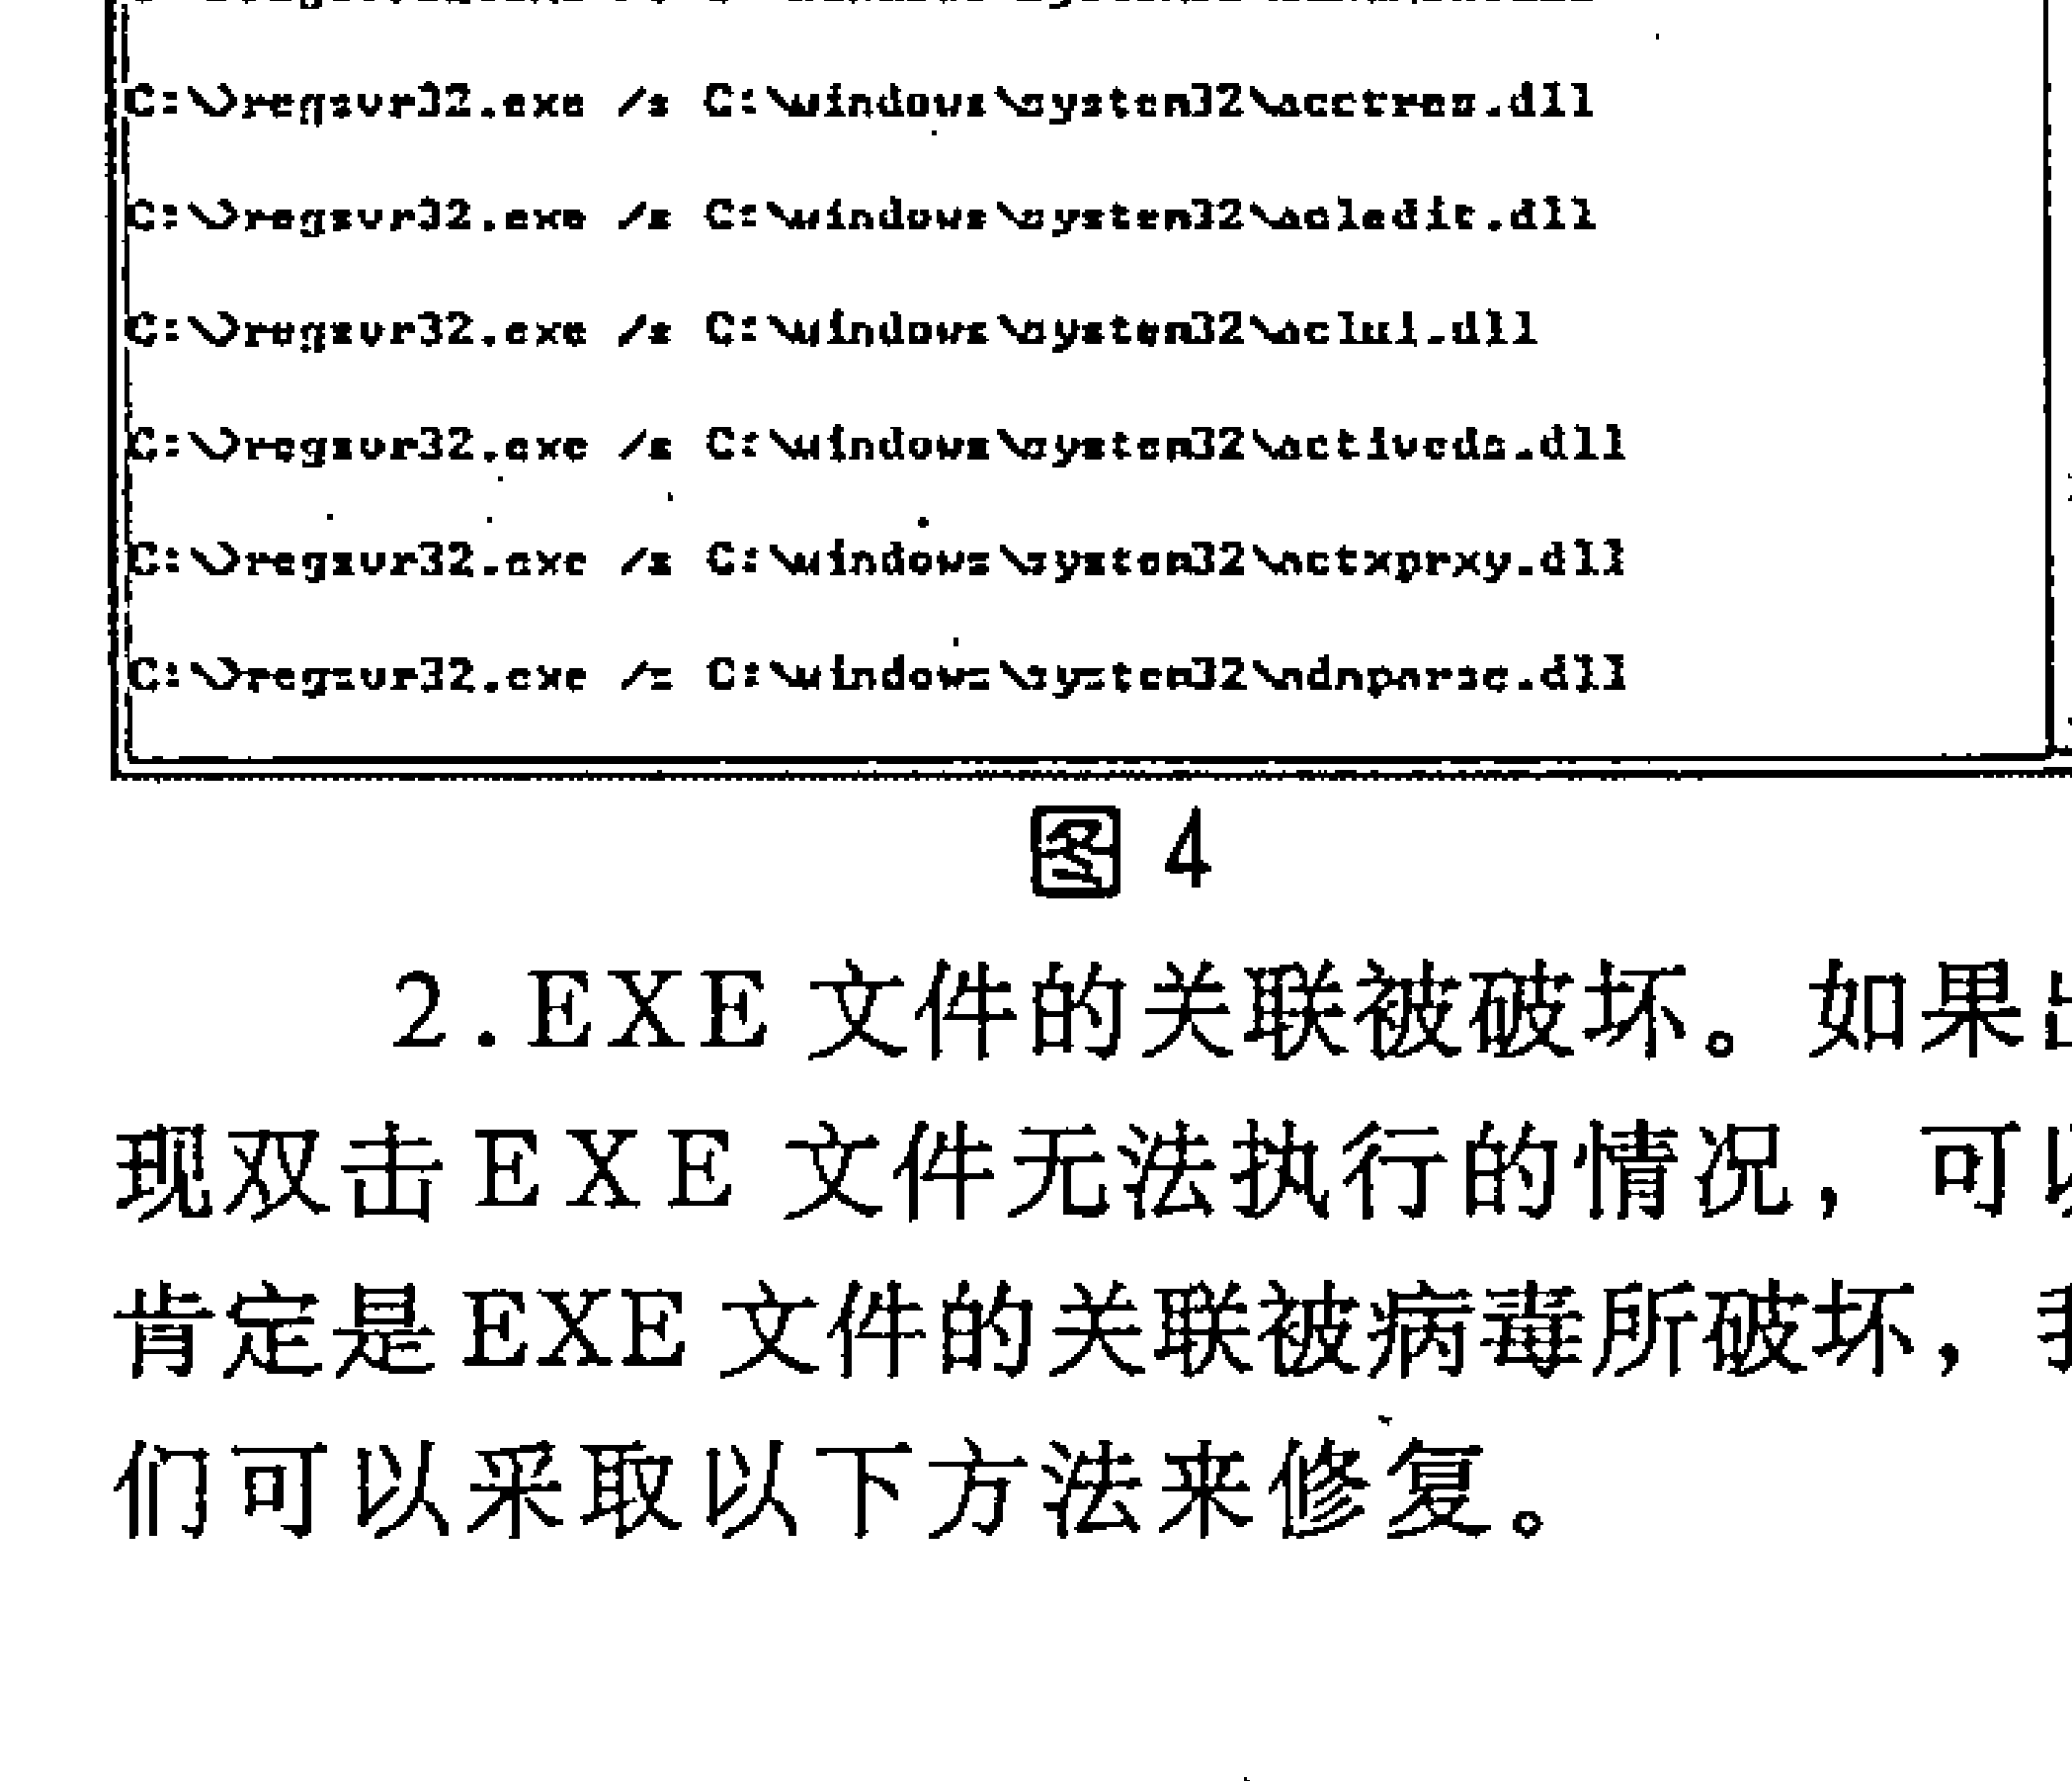 C:\>regsvr32.exe /s C:\windows\system32\acctres.dll
C:\>regsvr32.exe /s C:\windows\system32\acledit.dll
C:\>regsvr32.exe /s C:\windows\system32\aclui.dll
C:\>regsvr32.exe /s C:\windows\system32\activeds.dll
C:\>regsvr32.exe /s C:\windows\system32\actxprxy.dll
C:\>regsvr32.exe /s C:\windows\system32\adnparse.dll
图 4
2.EXE 文件的关联被破坏。如果出
现双击EXE 文件无法执行的情况，可以
肯定是EXE文件的关联被病毒所破坏，我
们可以采取以下方法来修复。